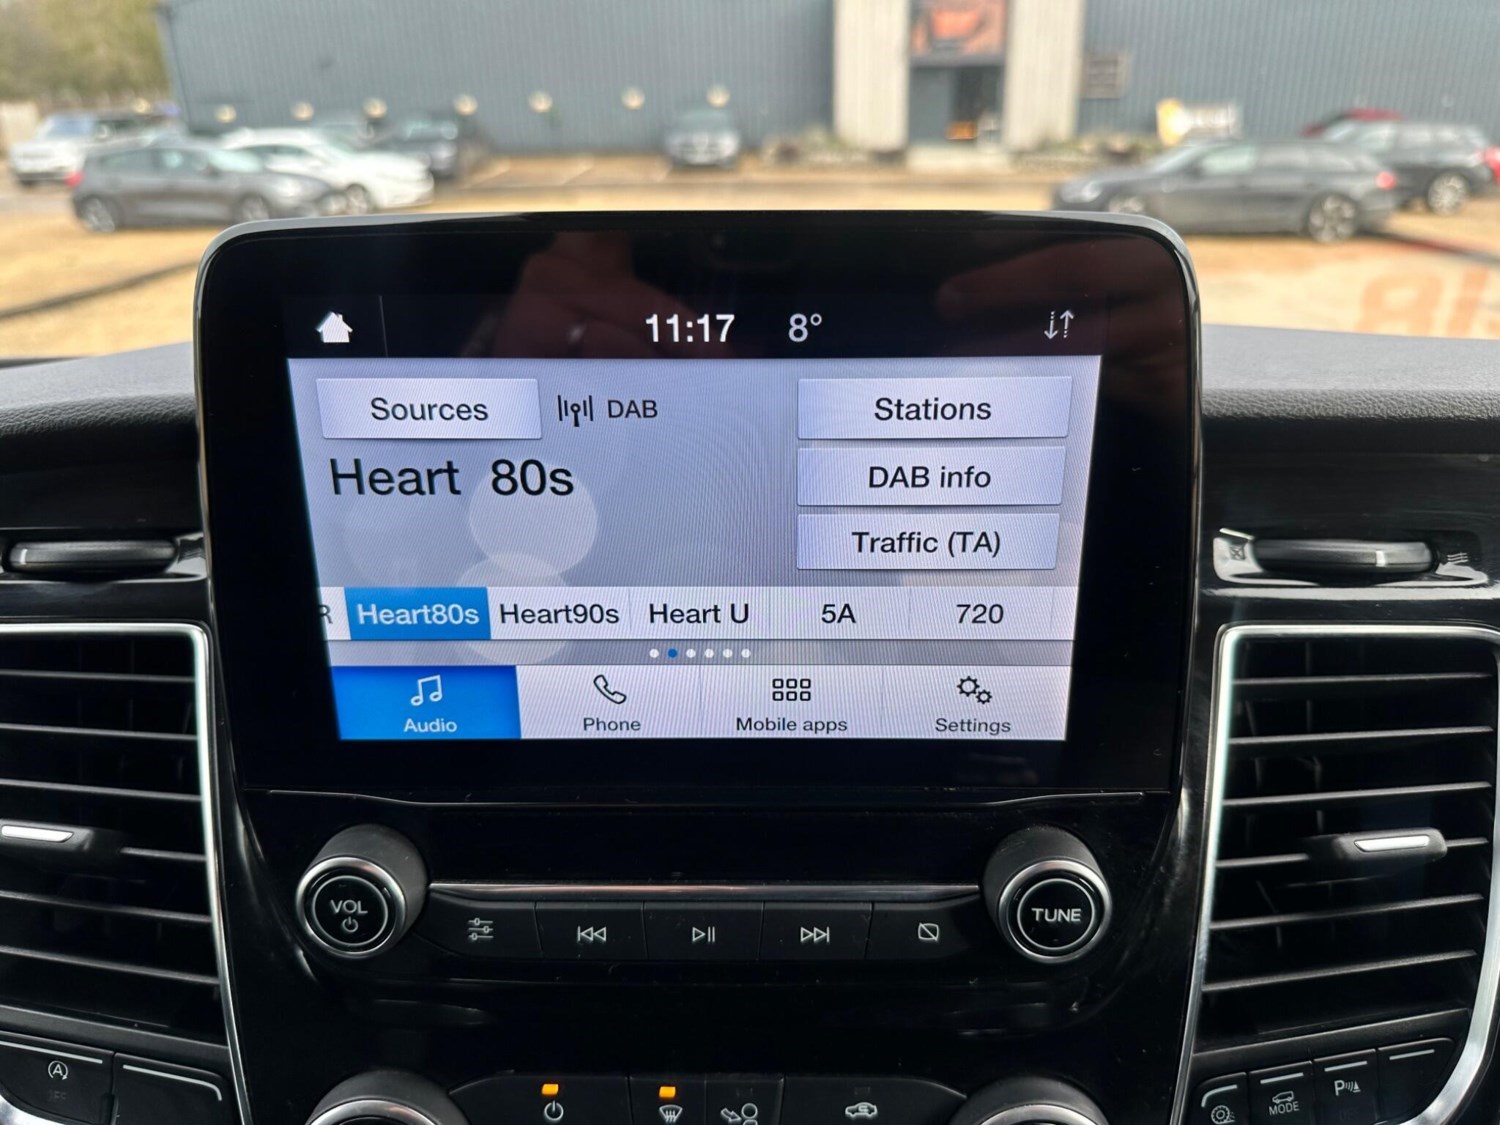 11:17 8°
Sources DAB Stations
Heart 80s
DAB info
Traffic (TA)
R Heart80s Heart90s Heart U 5A 720
Audio Phone Mobile apps Settings
VOL TUNE
A
MODE
P